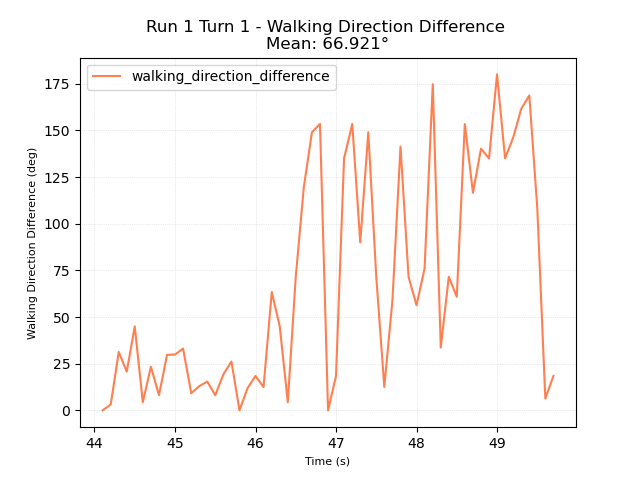 Run 1 Turn 1 - Walking Direction Difference
Mean: 66.921°
walking_direction_difference
Walking Direction Difference (deg)
175
150
125
100
75
50
25
0
44
45
46
47
48
49
Time (s)